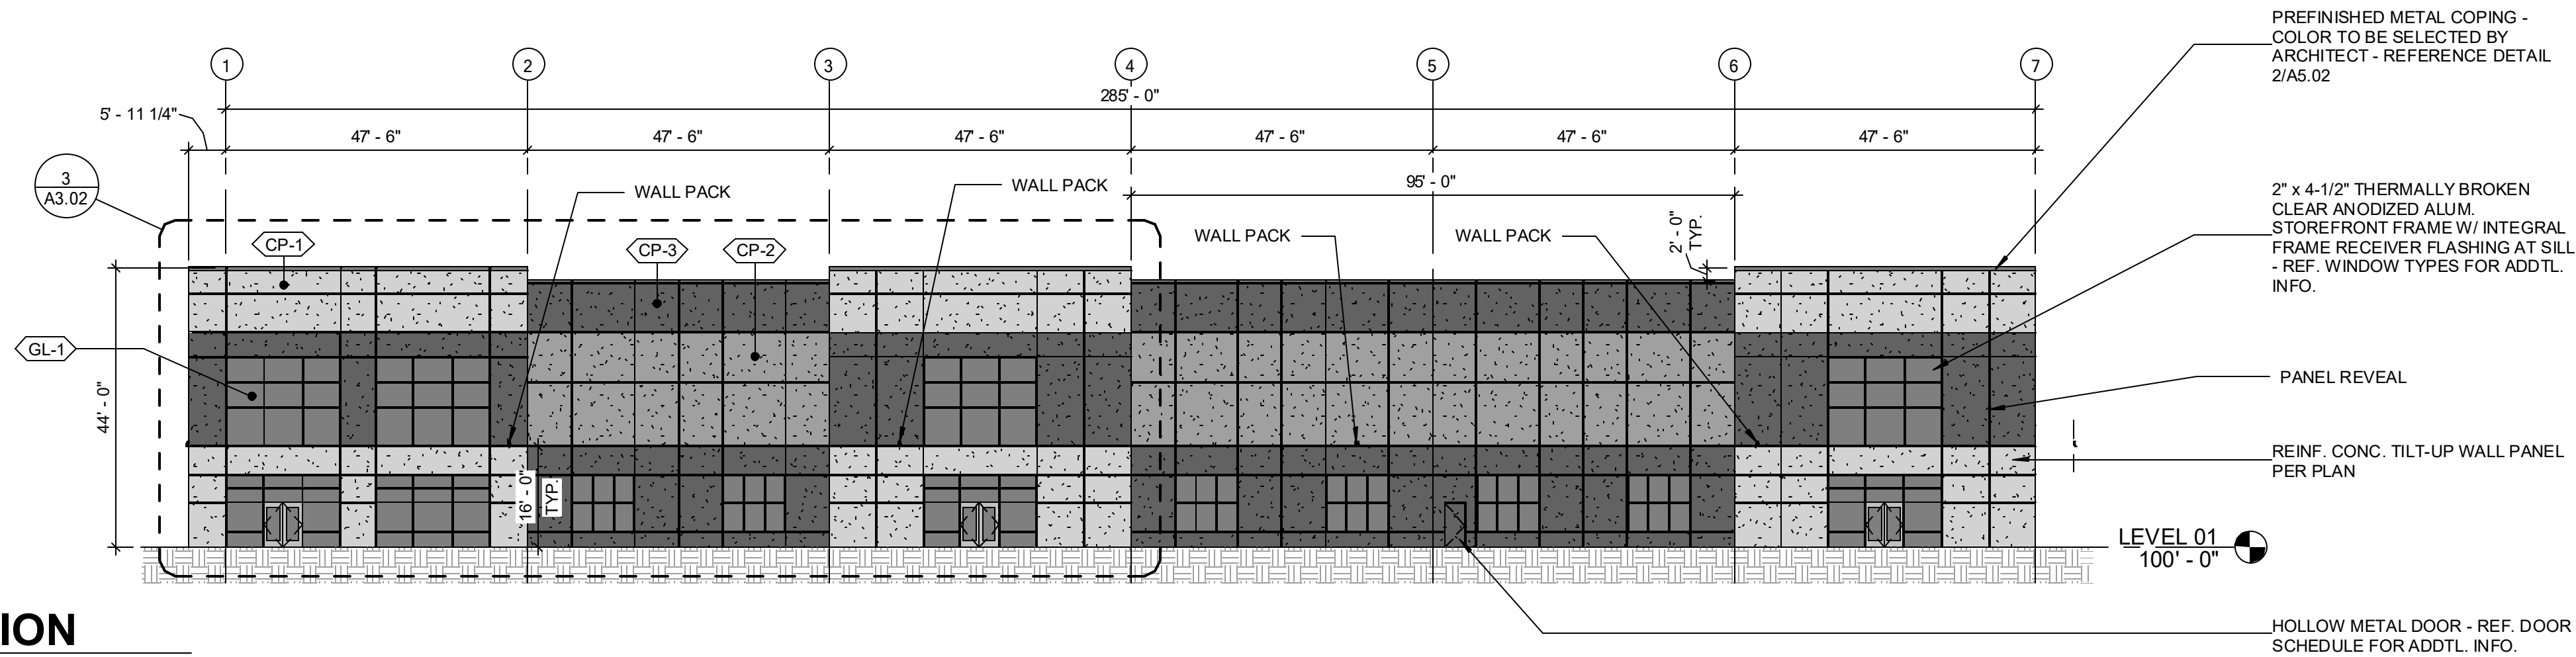 PREFINISHED METAL COPING -
COLOR TO BE SELECTED BY
ARCHITECT - REFERENCE DETAIL
2/A5.02
1
2
3
4
5
6
7
285' - 0"
5' - 11 1/4"
47' - 6"
47' - 6"
47' - 6"
47' - 6"
47' - 6"
47' - 6"
3
A3.02
WALL PACK
WALL PACK
95' - 0"
2" x 4-1/2" THERMALLY BROKEN
CLEAR ANODIZED ALUM.
STOREFRONT FRAME W/ INTEGRAL
FRAME RECEIVER FLASHING AT SILL
- REF. WINDOW TYPES FOR ADDTL.
INFO.
CP-1
CP-3
CP-2
WALL PACK
WALL PACK
2' - 0"
TYP.
GL-1
44' - 0"
PANEL REVEAL
REINF. CONC. TILT-UP WALL PANEL
PER PLAN
16' - 0"
TYP.
LEVEL 01
100' - 0"
ION
HOLLOW METAL DOOR - REF. DOOR
SCHEDULE FOR ADDTL. INFO.